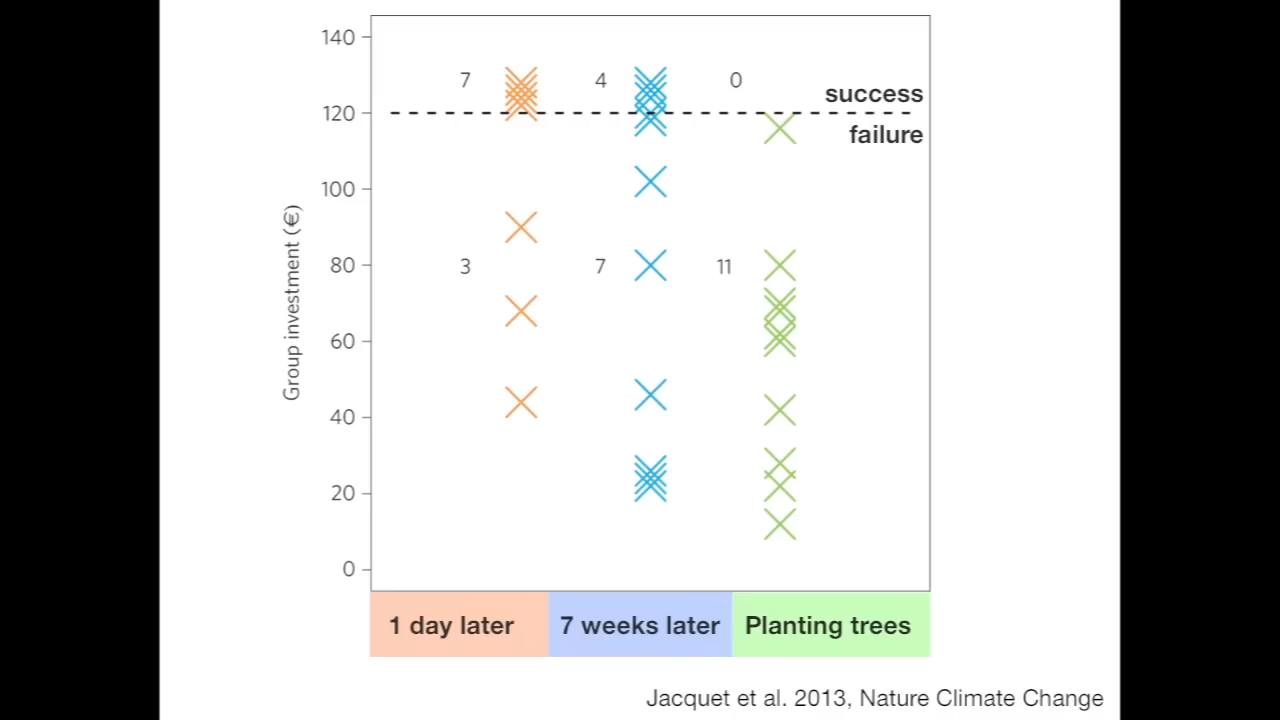 140
7 4 0
success
120
failure
100
Group investment (€)
80
3 7 11
60
40
20
0
1 day later 7 weeks later Planting trees
Jacquet et al. 2013, Nature Climate Change